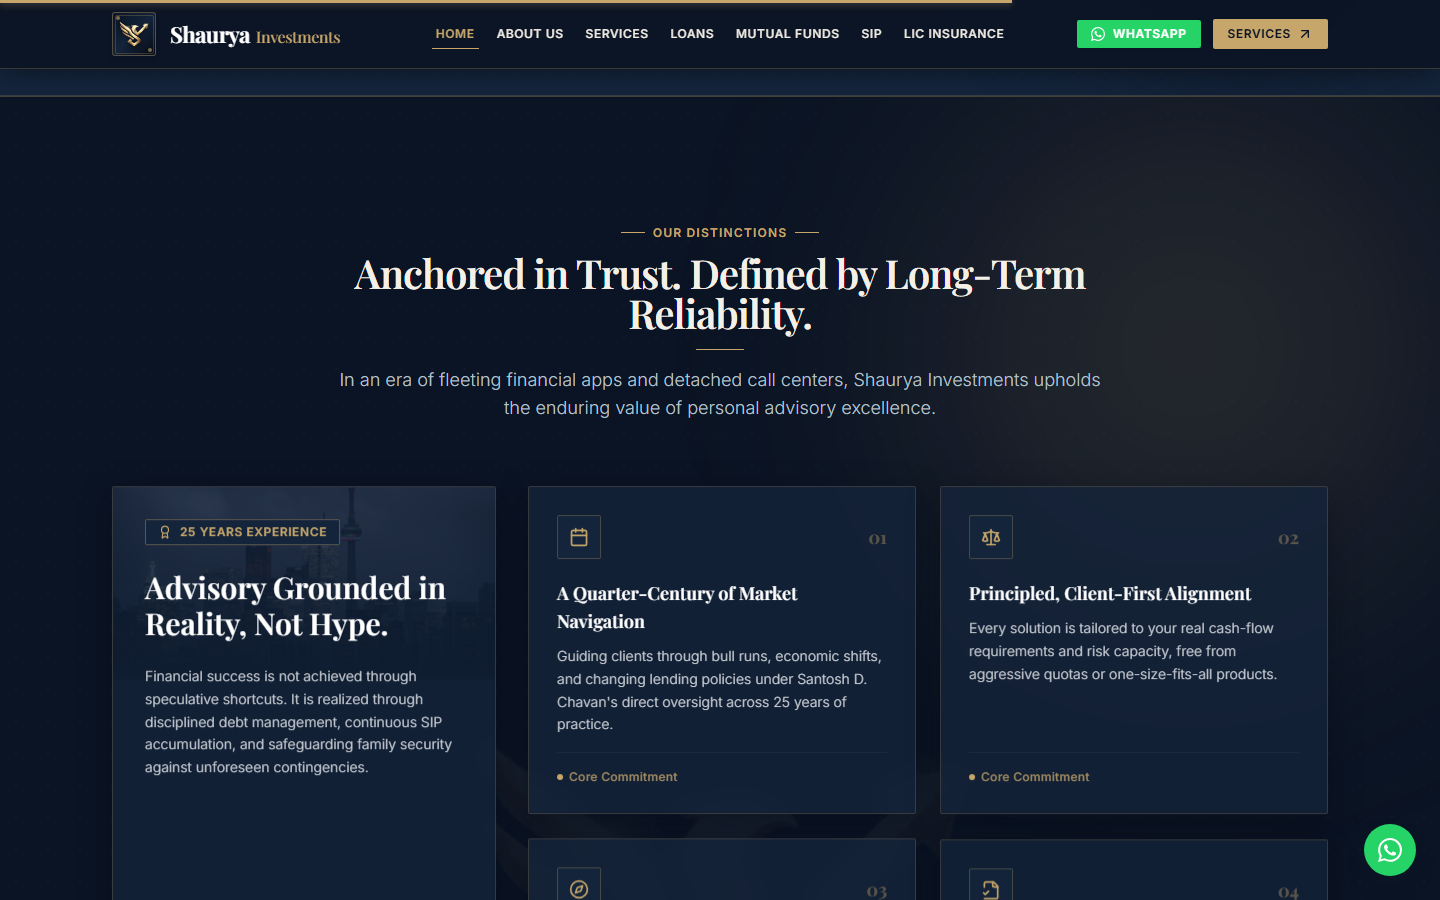 Shaurya Investments
HOME
ABOUT US
SERVICES
LOANS
MUTUAL FUNDS
SIP
LIC INSURANCE
WHATSAPP
SERVICES
OUR DISTINCTIONS
Anchored in Trust. Defined by Long-Term
Reliability.
In an era of fleeting financial apps and detached call centers, Shaurya Investments upholds
the enduring value of personal advisory excellence.
25 YEARS EXPERIENCE
Advisory Grounded in
Reality, Not Hype.
Financial success is not achieved through
speculative shortcuts. It is realized through
disciplined debt management, continuous SIP
accumulation, and safeguarding family security
against unforeseen contingencies.
01
A Quarter-Century of Market
Navigation
Guiding clients through bull runs, economic shifts,
and changing lending policies under Santosh D.
Chavan's direct oversight across 25 years of
practice.
Core Commitment
02
Principled, Client-First Alignment
Every solution is tailored to your real cash-flow
requirements and risk capacity, free from
aggressive quotas or one-size-fits-all products.
Core Commitment
03
04